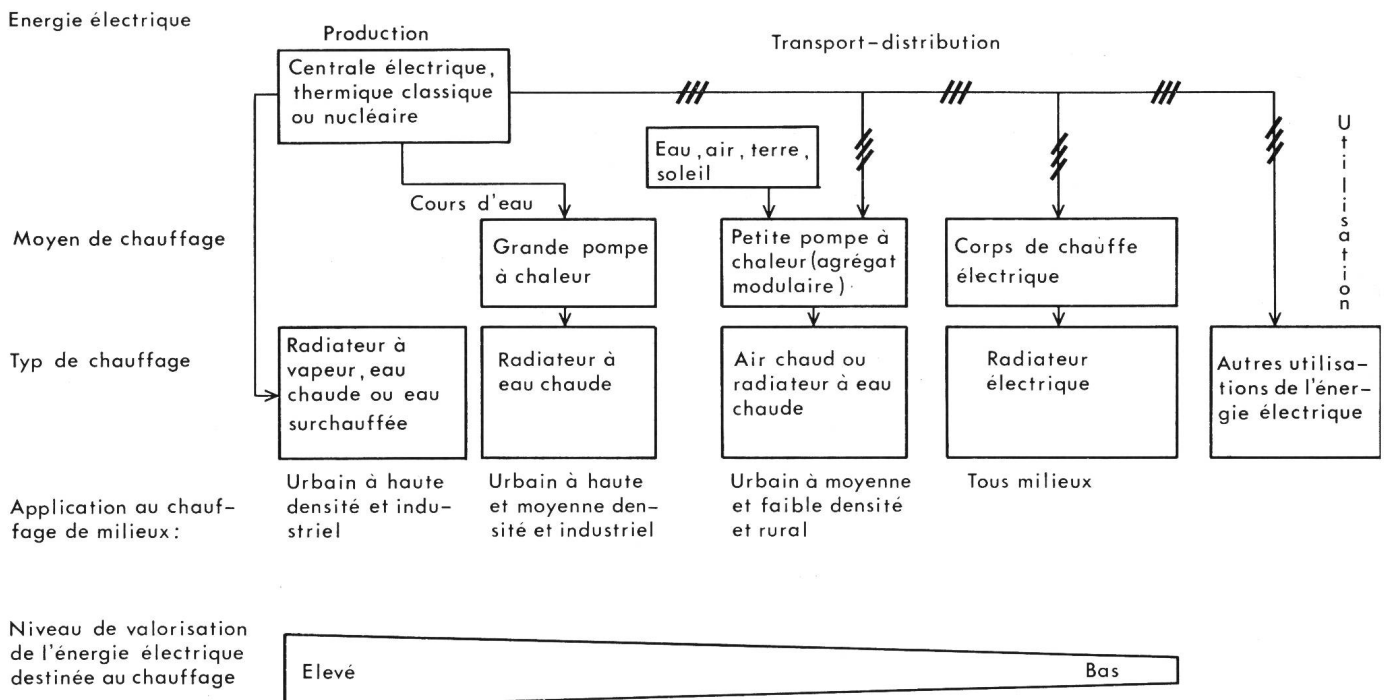 Energie électrique
Production
Transport-distribution
Centrale électrique,
thermique classique
ou nucléaire
Eau, air, terre,
soleil
Utilisation
Cours d'eau
Moyen de chauffage
Grande pompe
à chaleur
Petite pompe à
chaleur (agrégat
modulaire)
Corps de chauffe
électrique
Typ de chauffage
Radiateur à
vapeur, eau
chaude ou eau
surchauffée
Radiateur à
eau chaude
Air chaud ou
radiateur à eau
chaude
Radiateur
électrique
Autres utilisa-
tions de l'éner-
gie électrique
Application au chauf-
fage de milieux:
Urbain à haute
densité et indu-
striel
Urbain à haute
et moyenne den-
sité et industriel
Urbain à moyenne
et faible densité
et rural
Tous milieux
Niveau de valorisation
de l'énergie électrique
destinée au chauffage
Elevé
Bas